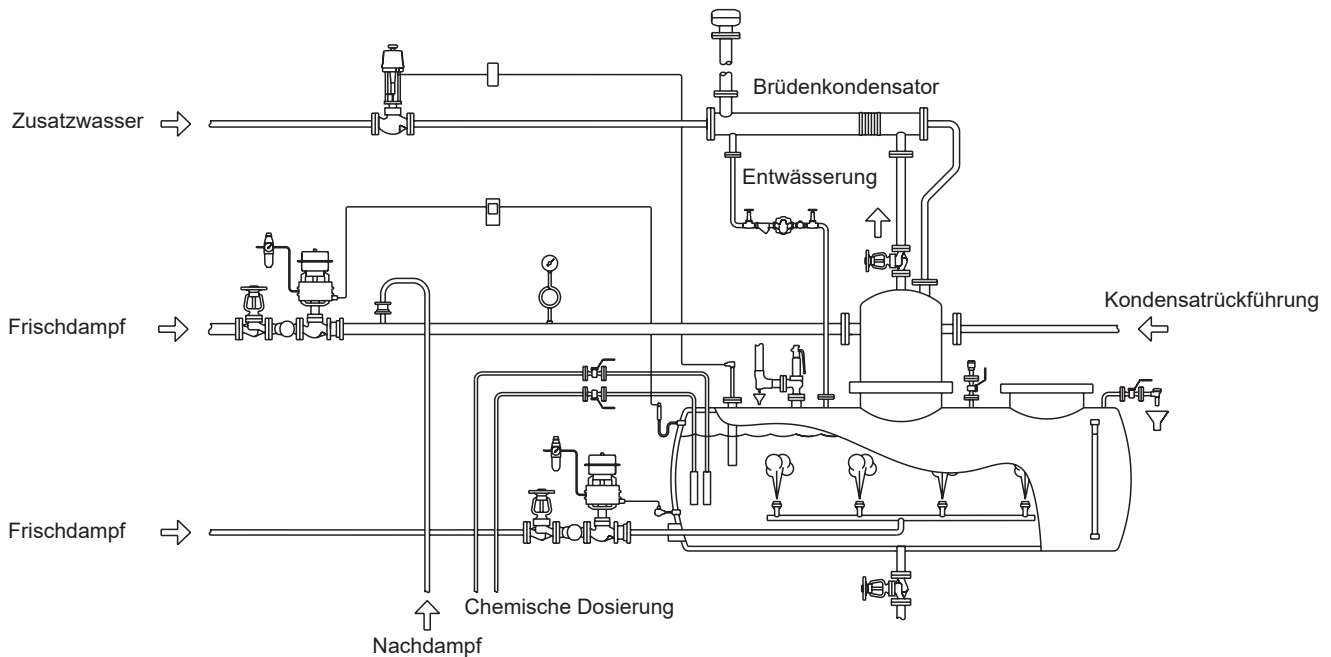 Brüdenkondensator
Zusatzwasser
Entwässerung
Kondensatrückführung
Frischdampf
Frischdampf
Chemische Dosierung
Nachdampf